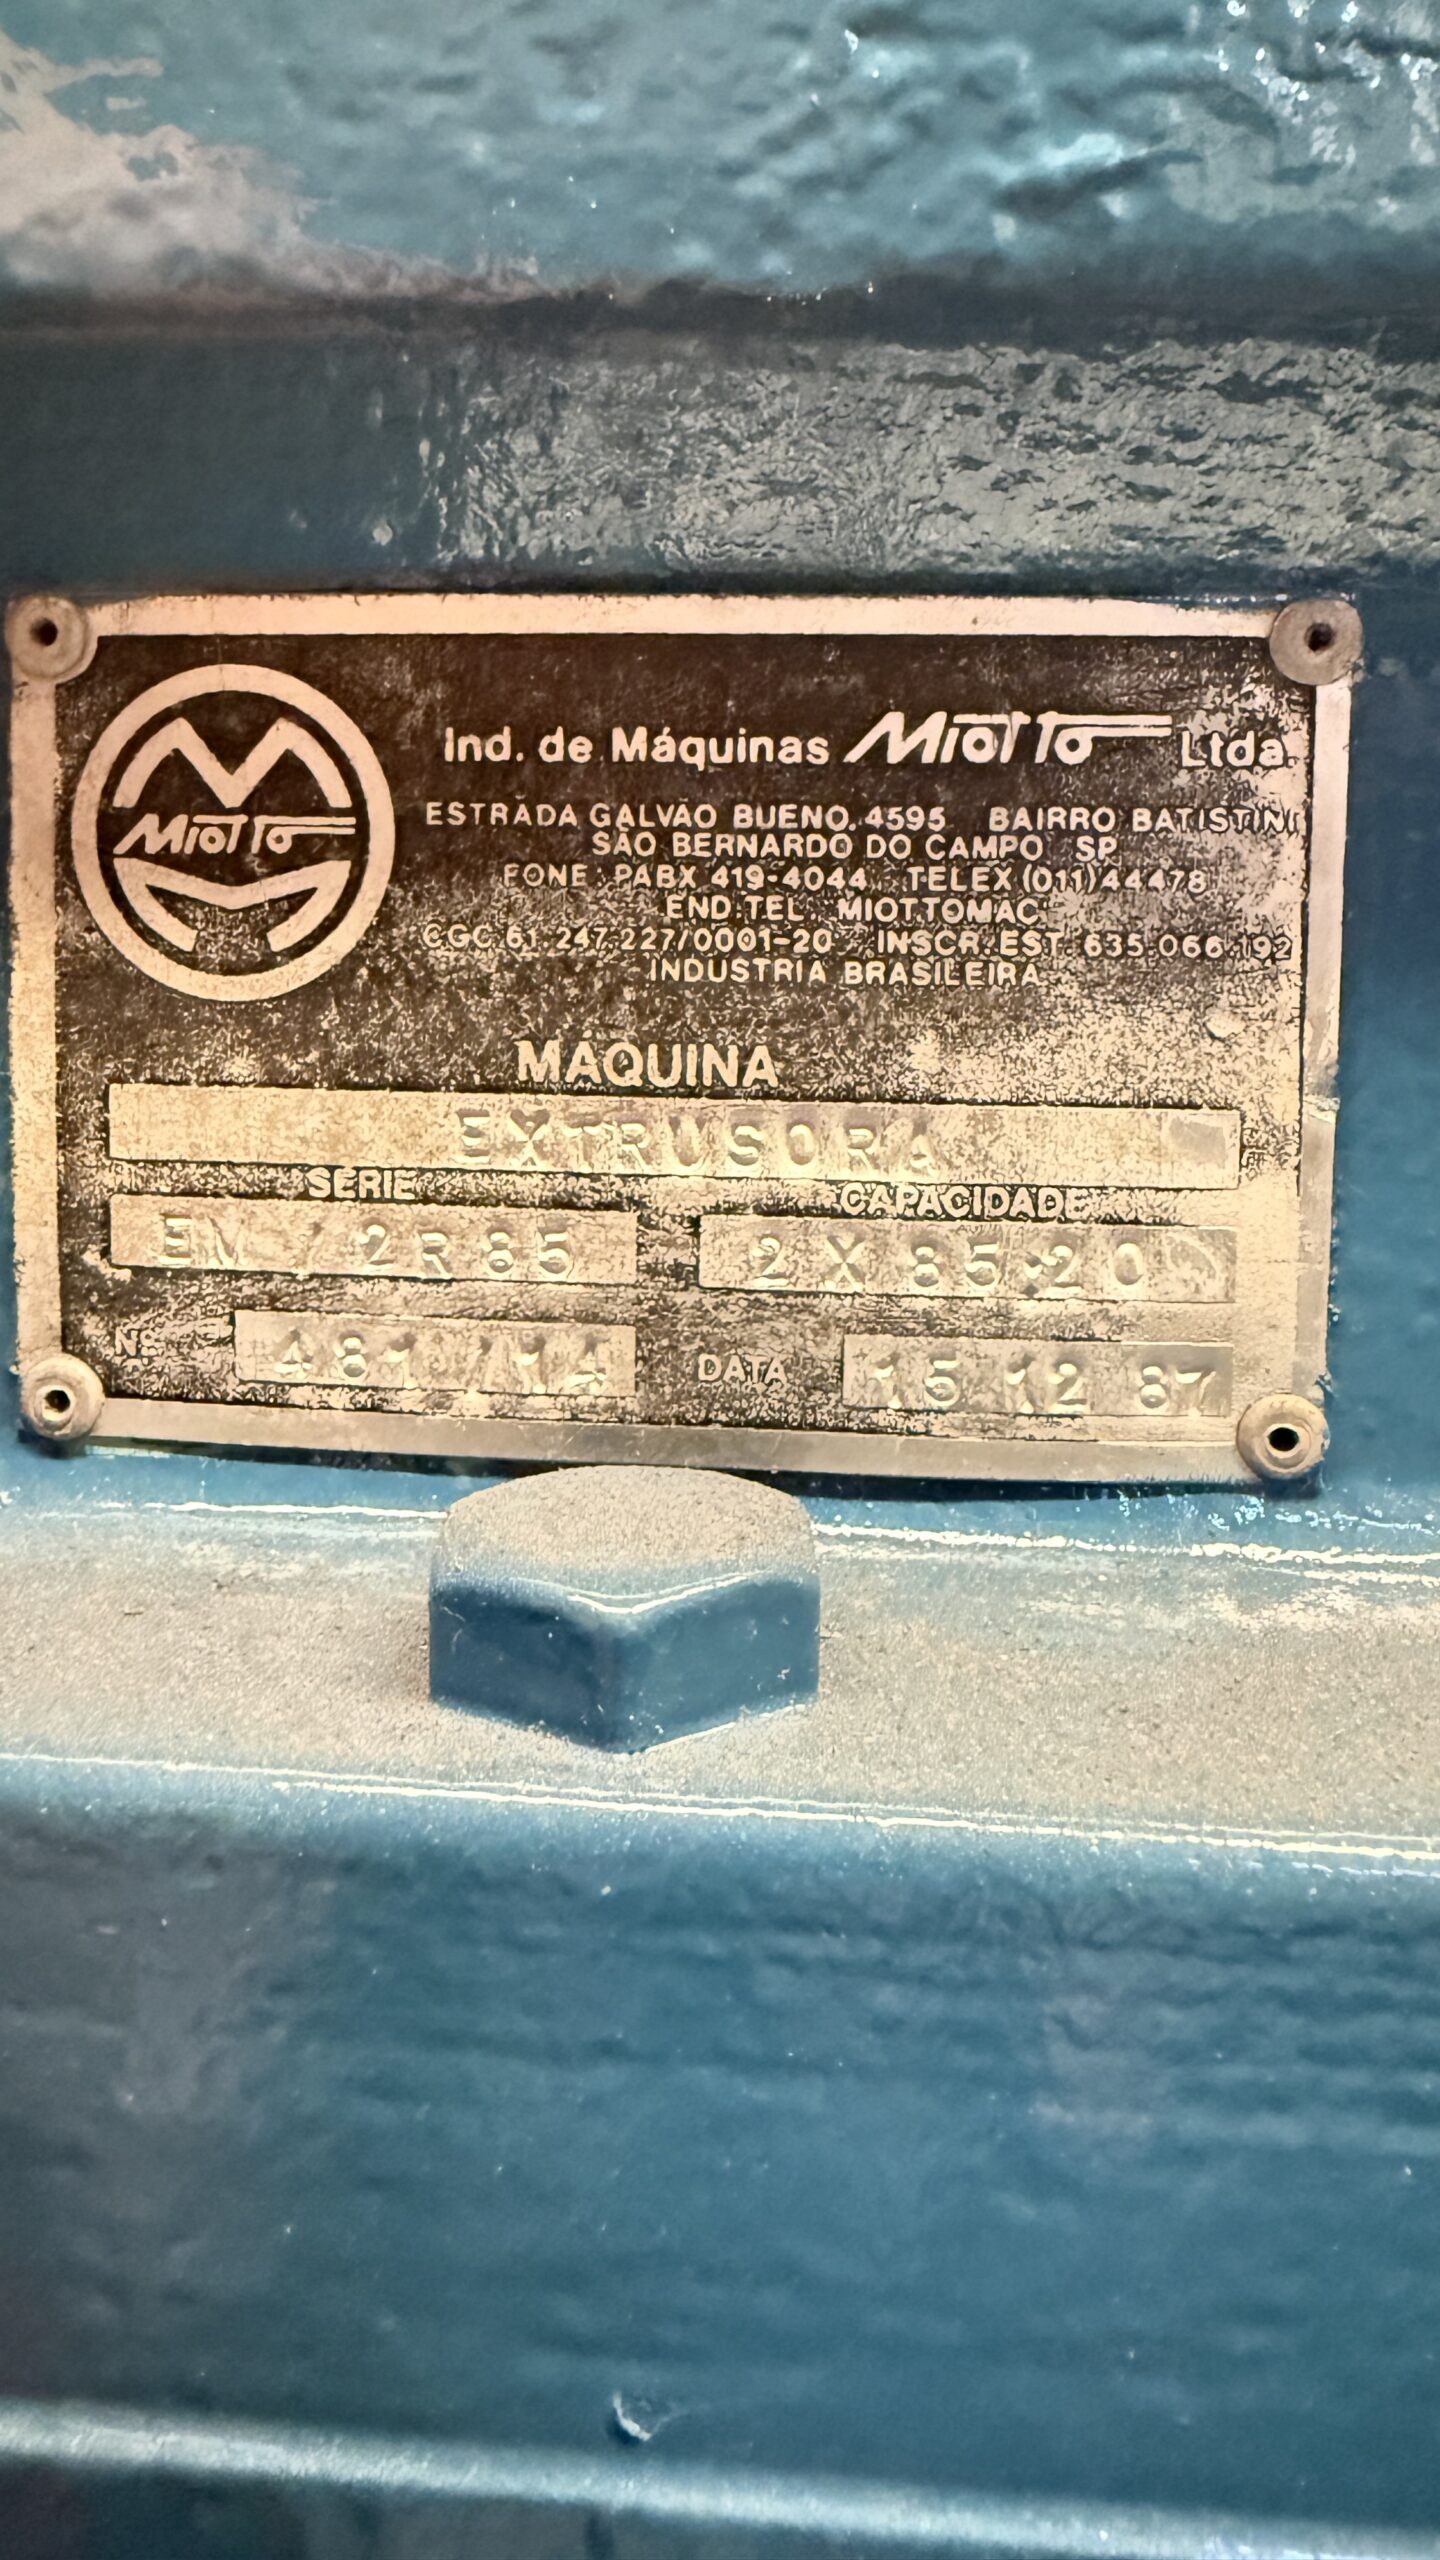 MIOTTO
Ind. de Máquinas MIOTTO Ltda.
ESTRADA GALVÃO BUENO, 4595 BAIRRO BATISTINI
SÃO BERNARDO DO CAMPO SP
FONE: PABX 419-4044 TELEX (011)44478
END. TEL. MIOTTOMAC
CGC 61.247.227/0001-20 INSCR. EST. 635.066.192
INDUSTRIA BRASILEIRA
MÁQUINA
EXTRUSORA
SÉRIE CAPACIDADE
EM / 2R85 2 X 85:20
Nº 481 / 14 DATA 15 12 87